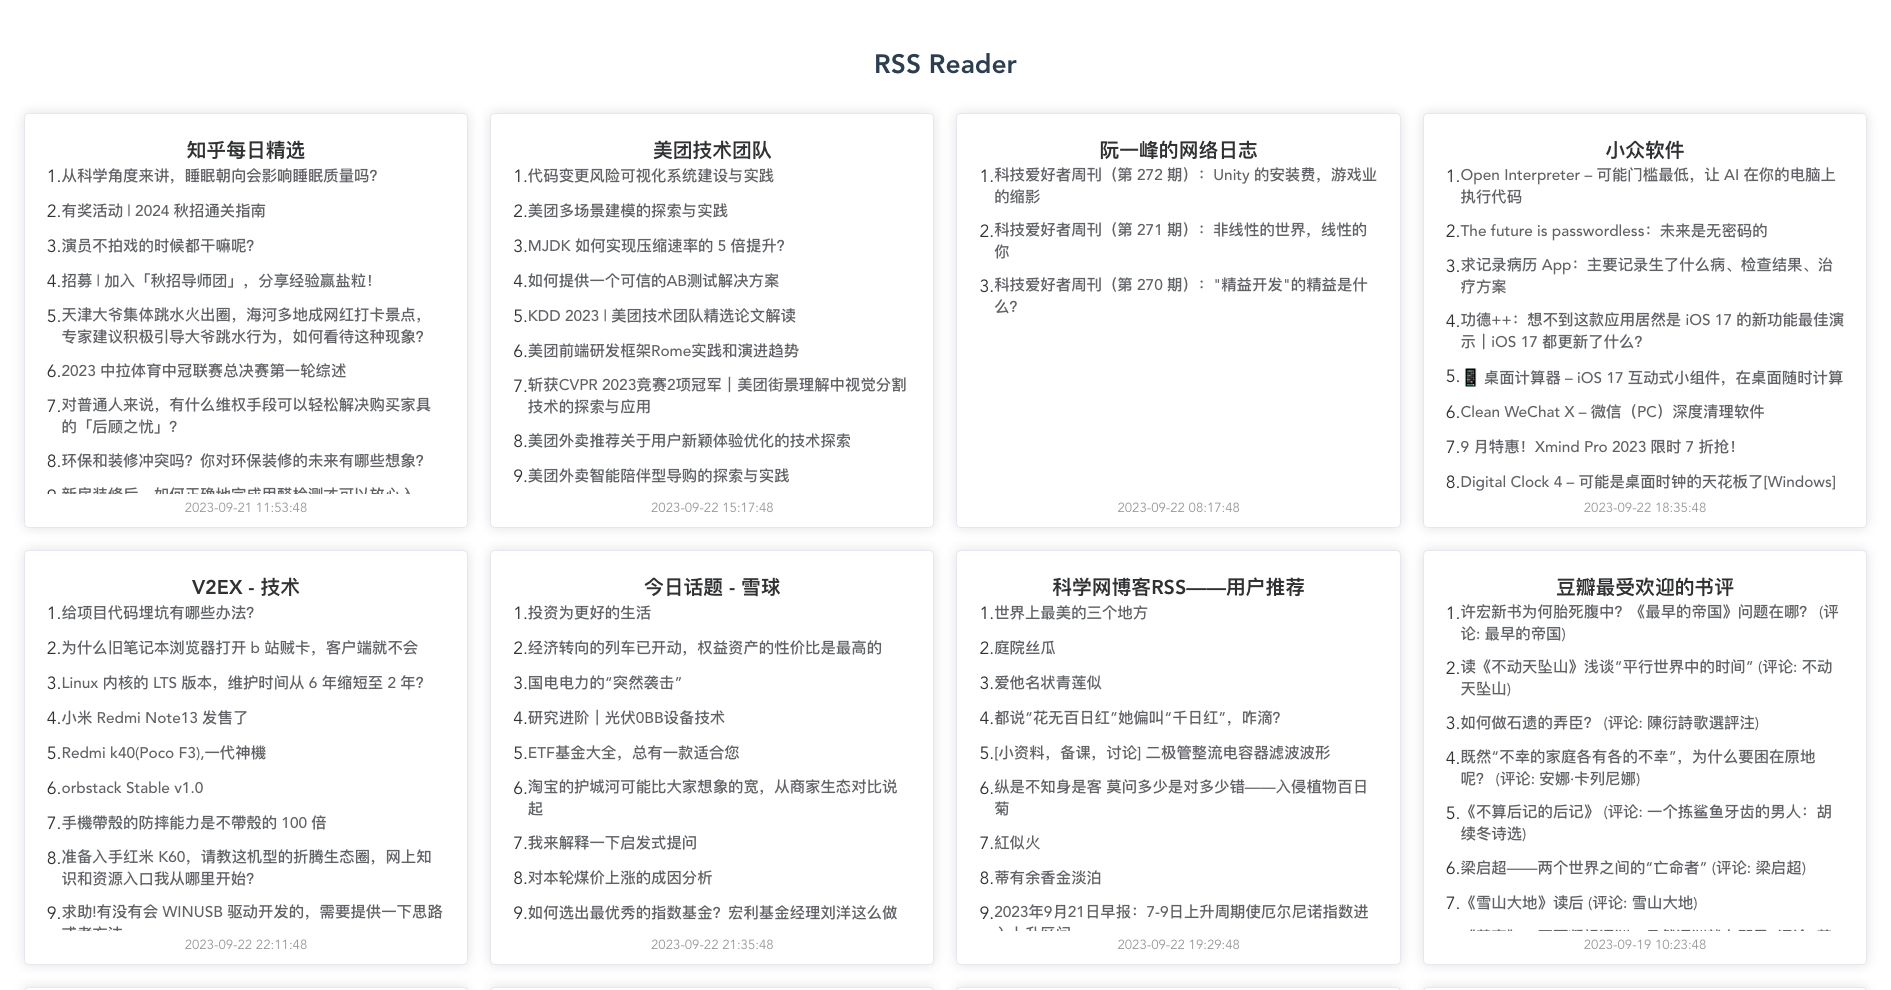 RSS Reader
知乎每日精选
1.从科学角度来讲，睡眠朝向会影响睡眠质量吗？
2.有奖活动 | 2024 秋招通关指南
3.演员不拍戏的时候都干嘛呢？
4.招募 | 加入「秋招导师团」，分享经验赢盐粒！
5.天津大爷集体跳水火出圈，海河多地成网红打卡景点，
专家建议积极引导大爷跳水行为，如何看待这种现象？
6.2023 中拉体育中冠联赛总决赛第一轮综述
7.对普通人来说，有什么维权手段可以轻松解决购买家具
的「后顾之忧」？
8.环保和装修冲突吗？你对环保装修的未来有哪些想象？
2023-09-21 11:53:48
美团技术团队
1.代码变更风险可视化系统建设与实践
2.美团多场景建模的探索与实践
3.MJDK 如何实现压缩速率的 5 倍提升？
4.如何提供一个可信的AB测试解决方案
5.KDD 2023 | 美团技术团队精选论文解读
6.美团前端研发框架Rome实践和演进趋势
7.斩获CVPR 2023竞赛2项冠军｜美团街景理解中视觉分割
技术的探索与应用
8.美团外卖推荐关于用户新颖体验优化的技术探索
9.美团外卖智能陪伴型导购的探索与实践
2023-09-22 15:17:48
阮一峰的网络日志
1.科技爱好者周刊（第 272 期）：Unity 的安装费，游戏业
的缩影
2.科技爱好者周刊（第 271 期）：非线性的世界，线性的
你
3.科技爱好者周刊（第 270 期）："精益开发"的精益是什
么？
2023-09-22 08:17:48
小众软件
1.Open Interpreter – 可能门槛最低，让 AI 在你的电脑上
执行代码
2.The future is passwordless：未来是无密码的
3.求记录病历 App：主要记录生了什么病、检查结果、治
疗方案
4.功德++：想不到这款应用居然是 iOS 17 的新功能最佳演
示｜iOS 17 都更新了什么？
5.📱 桌面计算器 – iOS 17 互动式小组件，在桌面随时计算
6.Clean WeChat X – 微信（PC）深度清理软件
7.9 月特惠！Xmind Pro 2023 限时 7 折抢！
8.Digital Clock 4 – 可能是桌面时钟的天花板了[Windows]
2023-09-22 18:35:48
V2EX - 技术
1.给项目代码埋坑有哪些办法?
2.为什么旧笔记本浏览器打开 b 站贼卡，客户端就不会
3.Linux 内核的 LTS 版本，维护时间从 6 年缩短至 2 年？
4.小米 Redmi Note13 发售了
5.Redmi k40(Poco F3),一代神機
6.orbstack Stable v1.0
7.手機帶殼的防摔能力是不帶殼的 100 倍
8.准备入手红米 K60，请教这机型的折腾生态圈，网上知
识和资源入口我从哪里开始？
9.求助!有没有会 WINUSB 驱动开发的，需要提供一下思路
2023-09-22 22:11:48
今日话题 - 雪球
1.投资为更好的生活
2.经济转向的列车已开动，权益资产的性价比是最高的
3.国电电力的“突然袭击”
4.研究进阶｜光伏0BB设备技术
5.ETF基金大全，总有一款适合您
6.淘宝的护城河可能比大家想象的宽，从商家生态对比说
起
7.我来解释一下启发式提问
8.对本轮煤价上涨的成因分析
9.如何选出最优秀的指数基金？宏利基金经理刘洋这么做
2023-09-22 21:35:48
科学网博客RSS——用户推荐
1.世界上最美的三个地方
2.庭院丝瓜
3.爱他名状青莲似
4.都说“花无百日红”她偏叫“千日红”，咋滴？
5.[小资料，备课，讨论] 二极管整流电容器滤波波形
6.纵是不知身是客 莫问多少是对多少错——入侵植物百日
菊
7.紅似火
8.蒂有余香金淡泊
9.2023年9月21日早报：7-9日上升周期使厄尔尼诺指数进
2023-09-22 19:29:48
豆瓣最受欢迎的书评
1.许宏新书为何胎死腹中？《最早的帝国》问题在哪？ (评
论: 最早的帝国)
2.读《不动天坠山》浅谈“平行世界中的时间” (评论: 不动
天坠山)
3.如何做石遗的弄臣？ (评论: 陳衍詩歌選評注)
4.既然“不幸的家庭各有各的不幸”，为什么要困在原地
呢？ (评论: 安娜·卡列尼娜)
5.《不算后记的后记》 (评论: 一个拣鲨鱼牙齿的男人：胡
续冬诗选)
6.梁启超——两个世界之间的“亡命者” (评论: 梁启超)
7.《雪山大地》读后 (评论: 雪山大地)
2023-09-19 10:23:48